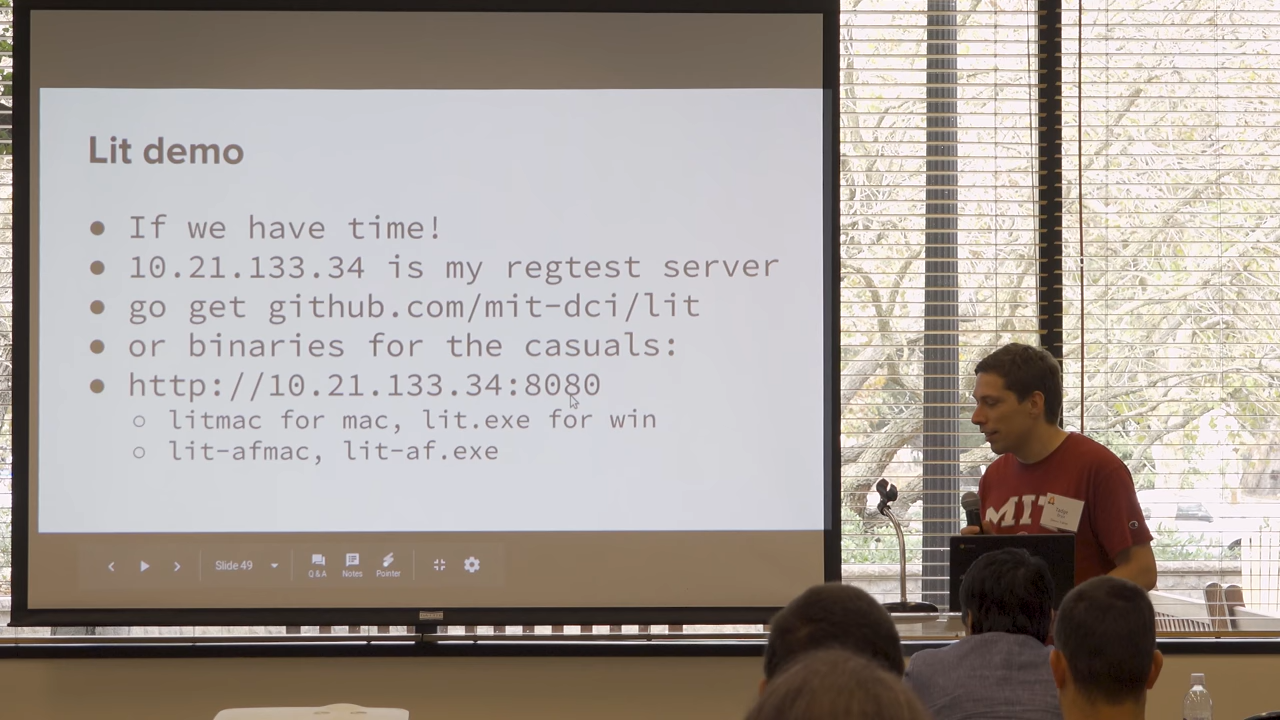 Lit demo
● If we have time!
● 10.21.133.34 is my regtest server
● go get github.com/mit-dci/lit
● or binaries for the casuals:
● http://10.21.133.34:8080
○ litmac for mac, lit.exe for win
○ lit-afmac, lit-af.exe
Slide 49
Q & A
Notes
Pointer
MIT